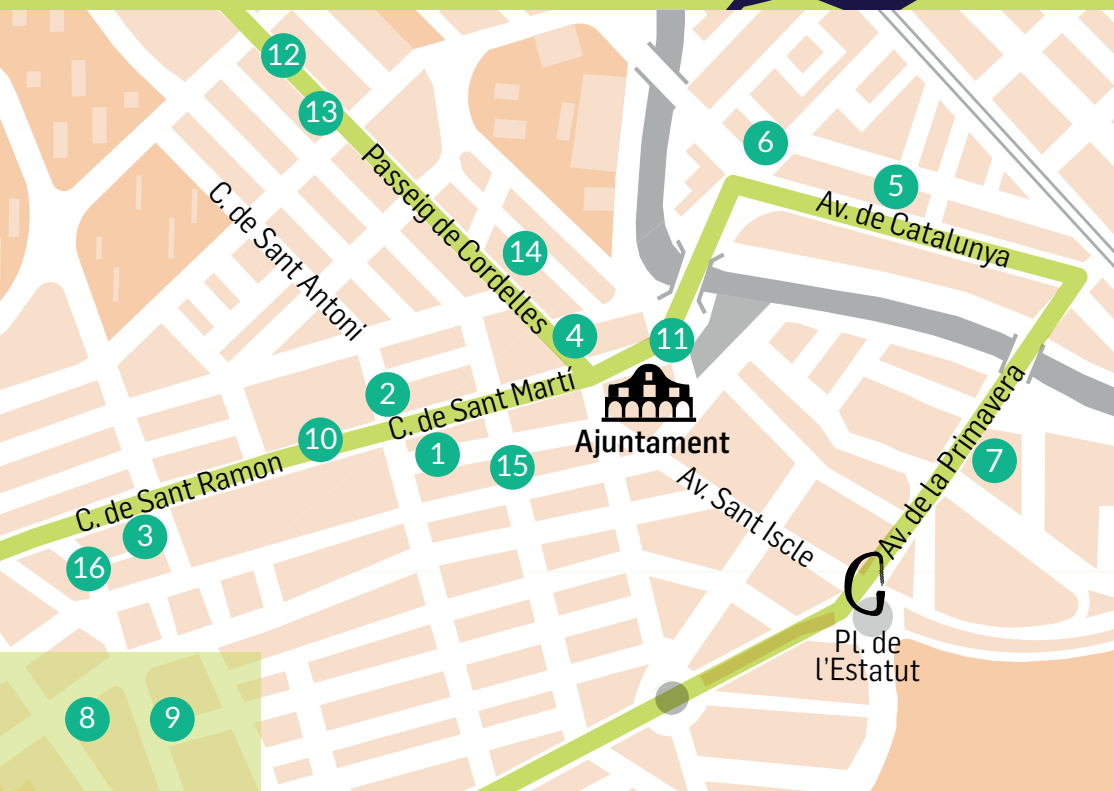 12
13
6
5
Passeig de Cordelles
C. de Sant Antoni
Av. de Catalunya
14
4
11
2
C. de Sant Martí
Ajuntament
10
1
15
C. de Sant Ramon
3
16
Av. Sant Iscle
Av. de la Primavera
7
Pl. de
l'Estatut
8
9